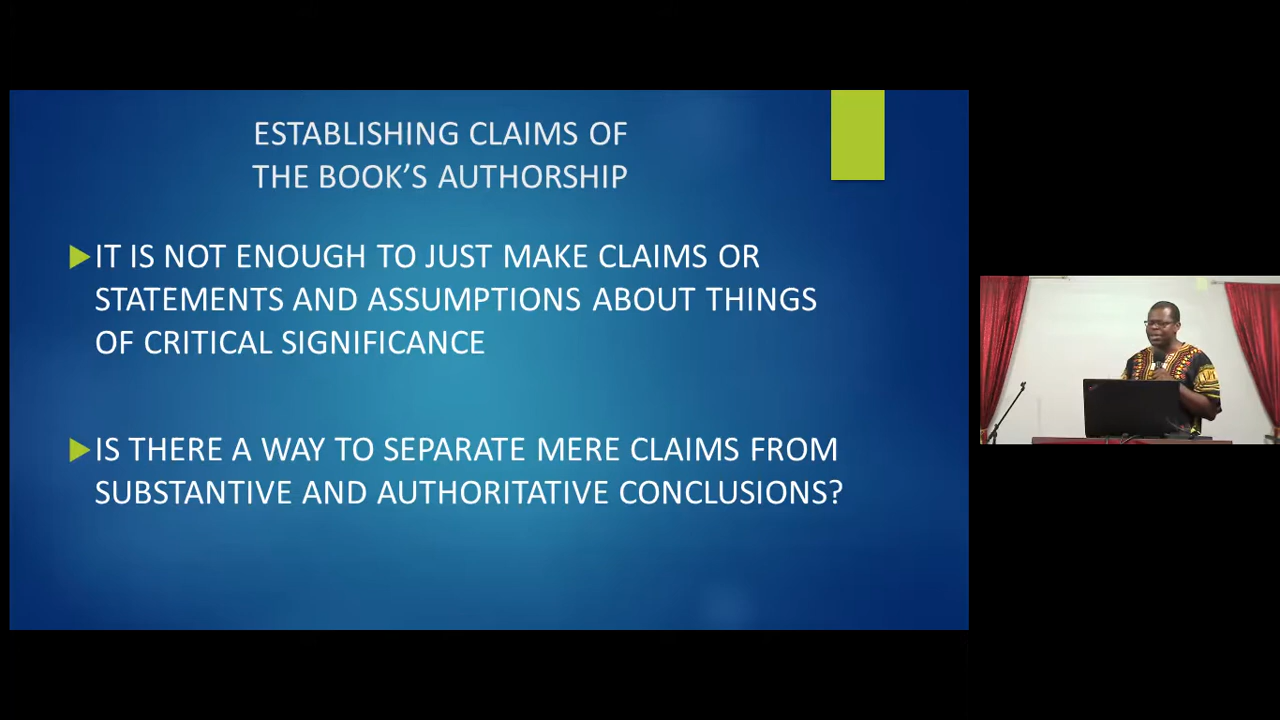 ESTABLISHING CLAIMS OF
THE BOOK’S AUTHORSHIP
IT IS NOT ENOUGH TO JUST MAKE CLAIMS OR
STATEMENTS AND ASSUMPTIONS ABOUT THINGS
OF CRITICAL SIGNIFICANCE
IS THERE A WAY TO SEPARATE MERE CLAIMS FROM
SUBSTANTIVE AND AUTHORITATIVE CONCLUSIONS?